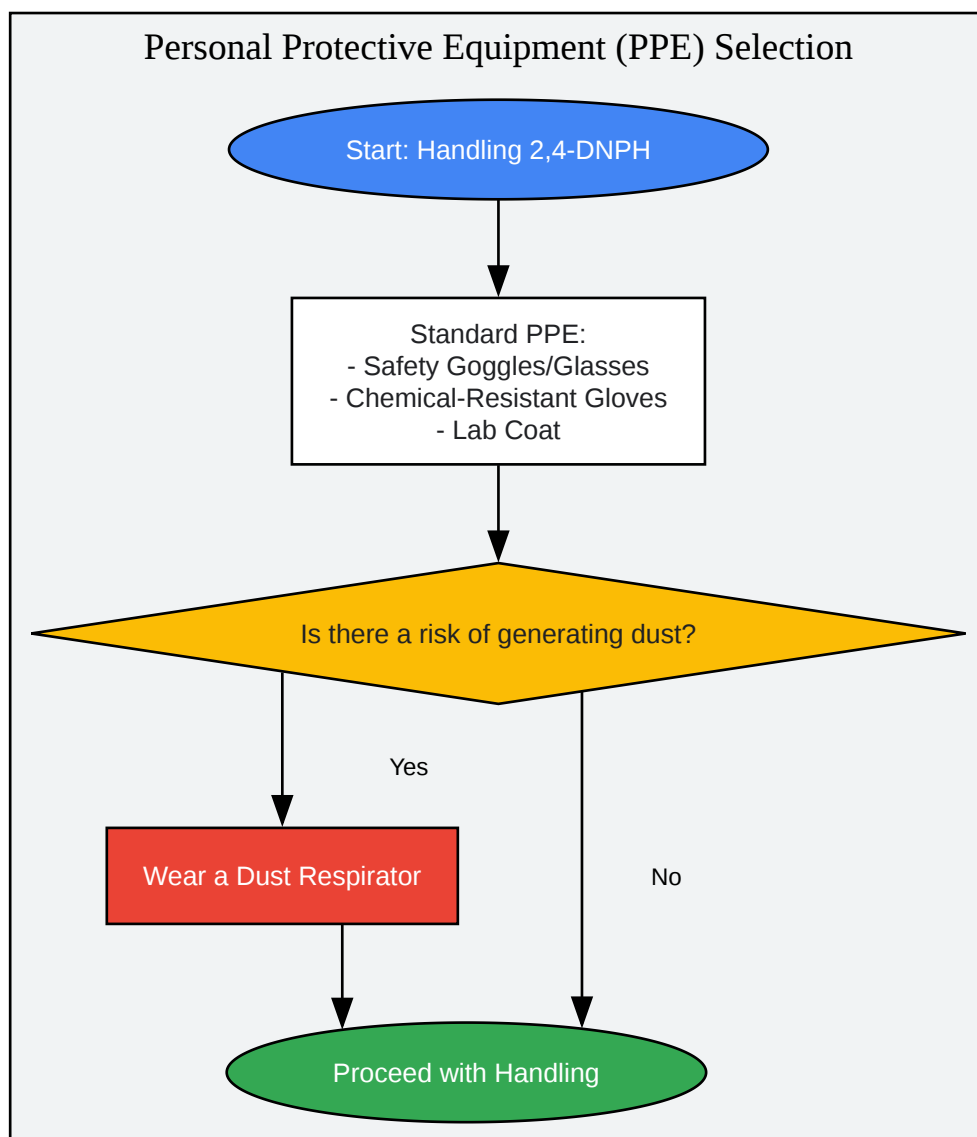 Personal Protective Equipment (PPE) Selection
Start: Handling 2,4-DNPH
Standard PPE:
- Safety Goggles/Glasses
- Chemical-Resistant Gloves
- Lab Coat
Is there a risk of generating dust?
Yes
Wear a Dust Respirator
No
Proceed with Handling